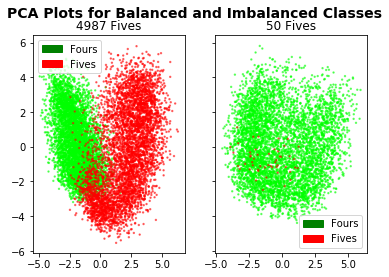 PCA Plots for Balanced and Imbalanced Classes
4987 Fives
50 Fives
6
4
2
0
−2
−4
−6
Fours
Fives
Fours
Fives
−5.0 −2.5 0.0 2.5 5.0
−5.0 −2.5 0.0 2.5 5.0